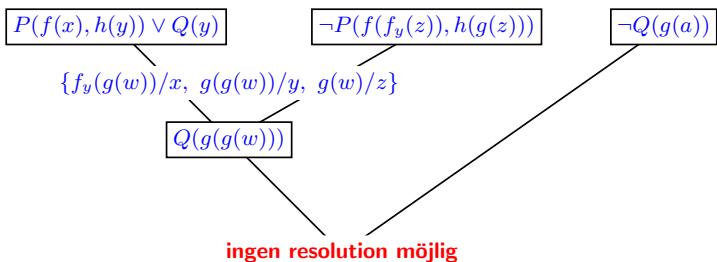 P(f(x), h(y)) ∨ Q(y)
¬P(f(f_y(z)), h(g(z)))
¬Q(g(a))
{f_y(g(w))/x, g(g(w))/y, g(w)/z}
Q(g(g(w)))
ingen resolution möjlig